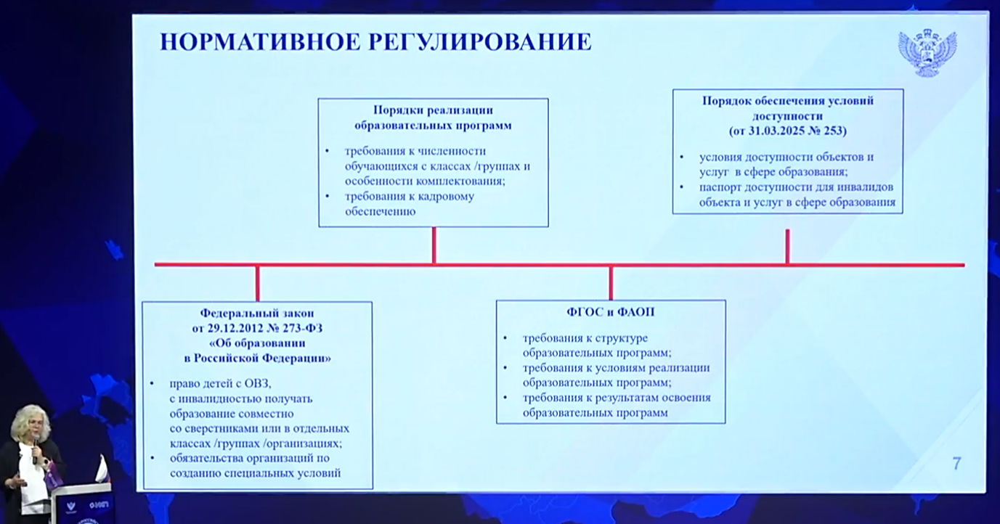 НОРМАТИВНОЕ РЕГУЛИРОВАНИЕ
Порядки реализации
образовательных программ
• требования к численности
обучающихся с классах /группах и
особенности комплектования;
• требования к кадровому
обеспечению
Порядок обеспечения условий
доступности
(от 31.03.2025 № 253)
• условия доступности объектов и
услуг в сфере образования;
• паспорт доступности для инвалидов
объекта и услуг в сфере образования
Федеральный закон
от 29.12.2012 № 273-ФЗ
«Об образовании
в Российской Федерации»
• право детей с ОВЗ,
с инвалидностью получать
образование совместно
со сверстниками или в отдельных
классах /группах /организациях;
• обязательства организаций по
созданию специальных условий
ФГОС и ФАОП
• требования к структуре
образовательных программ;
• требования к условиям реализации
образовательных программ;
• требования к результатам освоения
образовательных программ
7